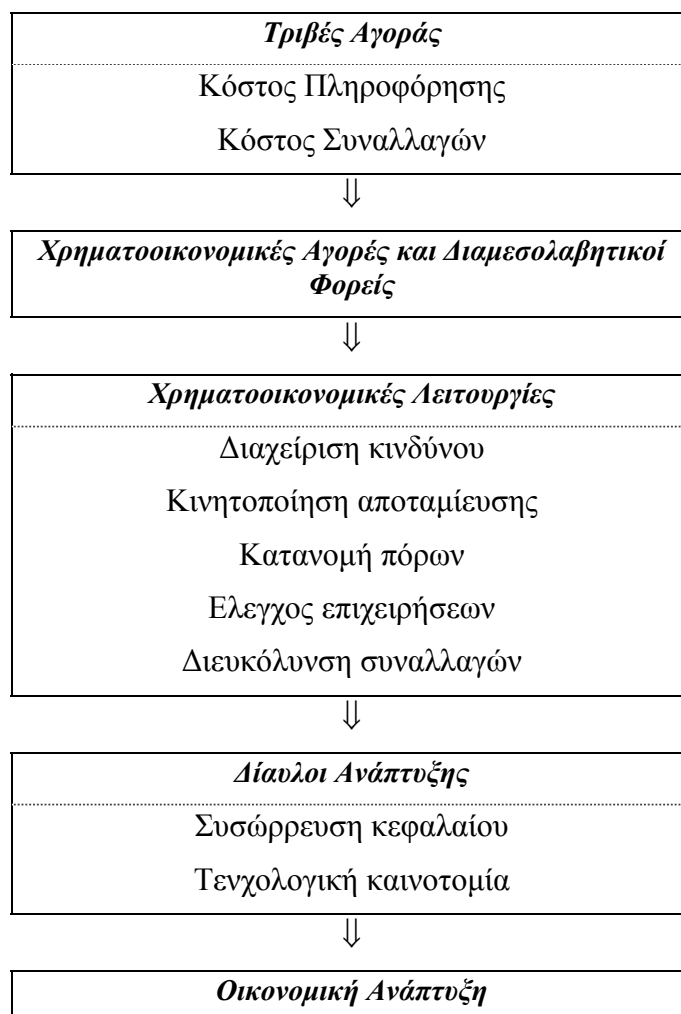 Τριβές Αγοράς
Κόστος Πληροφόρησης
Κόστος Συναλλαγών
⇓
Χρηματοοικονομικές Αγορές και Διαμεσολαβητικοί
Φορείς
⇓
Χρηματοοικονομικές Λειτουργίες
Διαχείριση κινδύνου
Κινητοποίηση αποταμίευσης
Κατανομή πόρων
Ελεγχος επιχειρήσεων
Διευκόλυνση συναλλαγών
⇓
Δίαυλοι Ανάπτυξης
Συσώρρευση κεφαλαίου
Τενχολογική καινοτομία
⇓
Οικονομική Ανάπτυξη